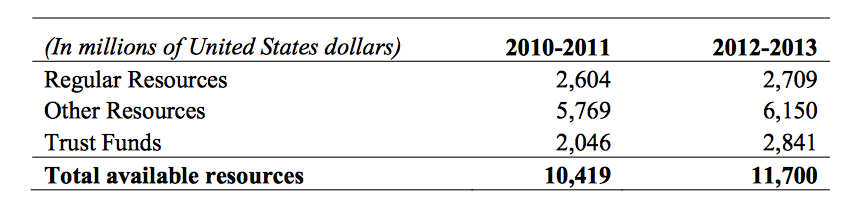 (In millions of United States dollars) 2010-2011 2012-2013
Regular Resources 2,604 2,709
Other Resources 5,769 6,150
Trust Funds 2,046 2,841
Total available resources 10,419 11,700